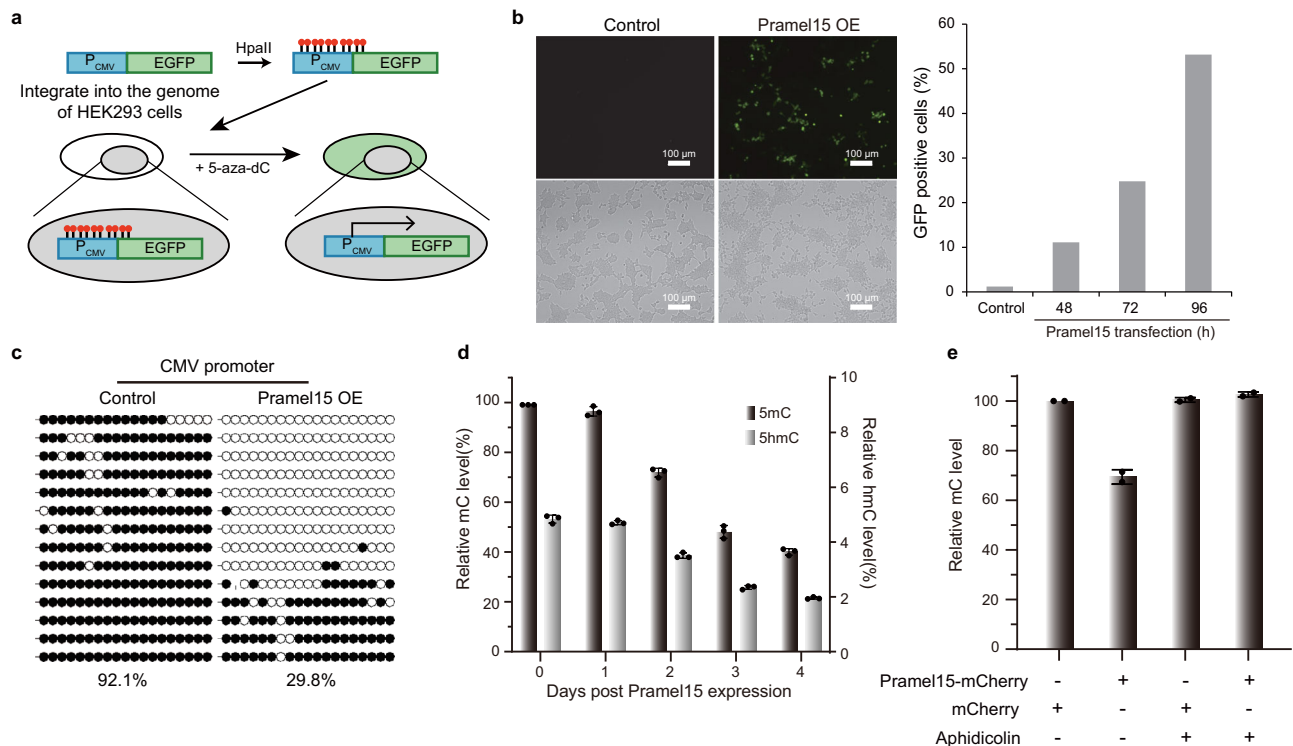 a
HpaII
P CMV EGFP
P CMV EGFP
Integrate into the genome
of HEK293 cells
+ 5-aza-dC
P CMV EGFP
P CMV EGFP
b
Control
Pramel15 OE
100 µm
100 µm
100 µm
100 µm
GFP positive cells (%)
60
50
40
30
20
10
0
Control 48 72 96
Pramel15 transfection (h)
c
CMV promoter
Control
Pramel15 OE
92.1%
29.8%
d
Relative mC level(%)
100
80
60
40
20
0
5mC
5hmC
10
8
6
4
2
0
Relative hmC level(%)
0 1 2 3 4
Days post Pramel15 expression
e
Relative mC level
100
80
60
40
20
0
Pramel15-mCherry - + - +
mCherry + - + -
Aphidicolin - - + +